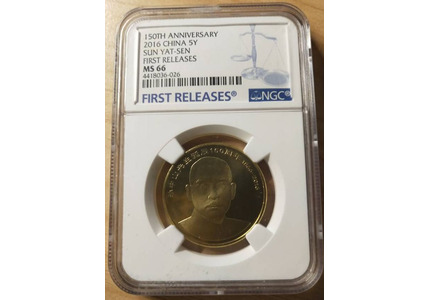 150TH ANNIVERSARY
2016 CHINA 5Y
SUN YAT-SEN
FIRST RELEASES
MS 66
4418036-026
FIRST RELEASES®
NGC®